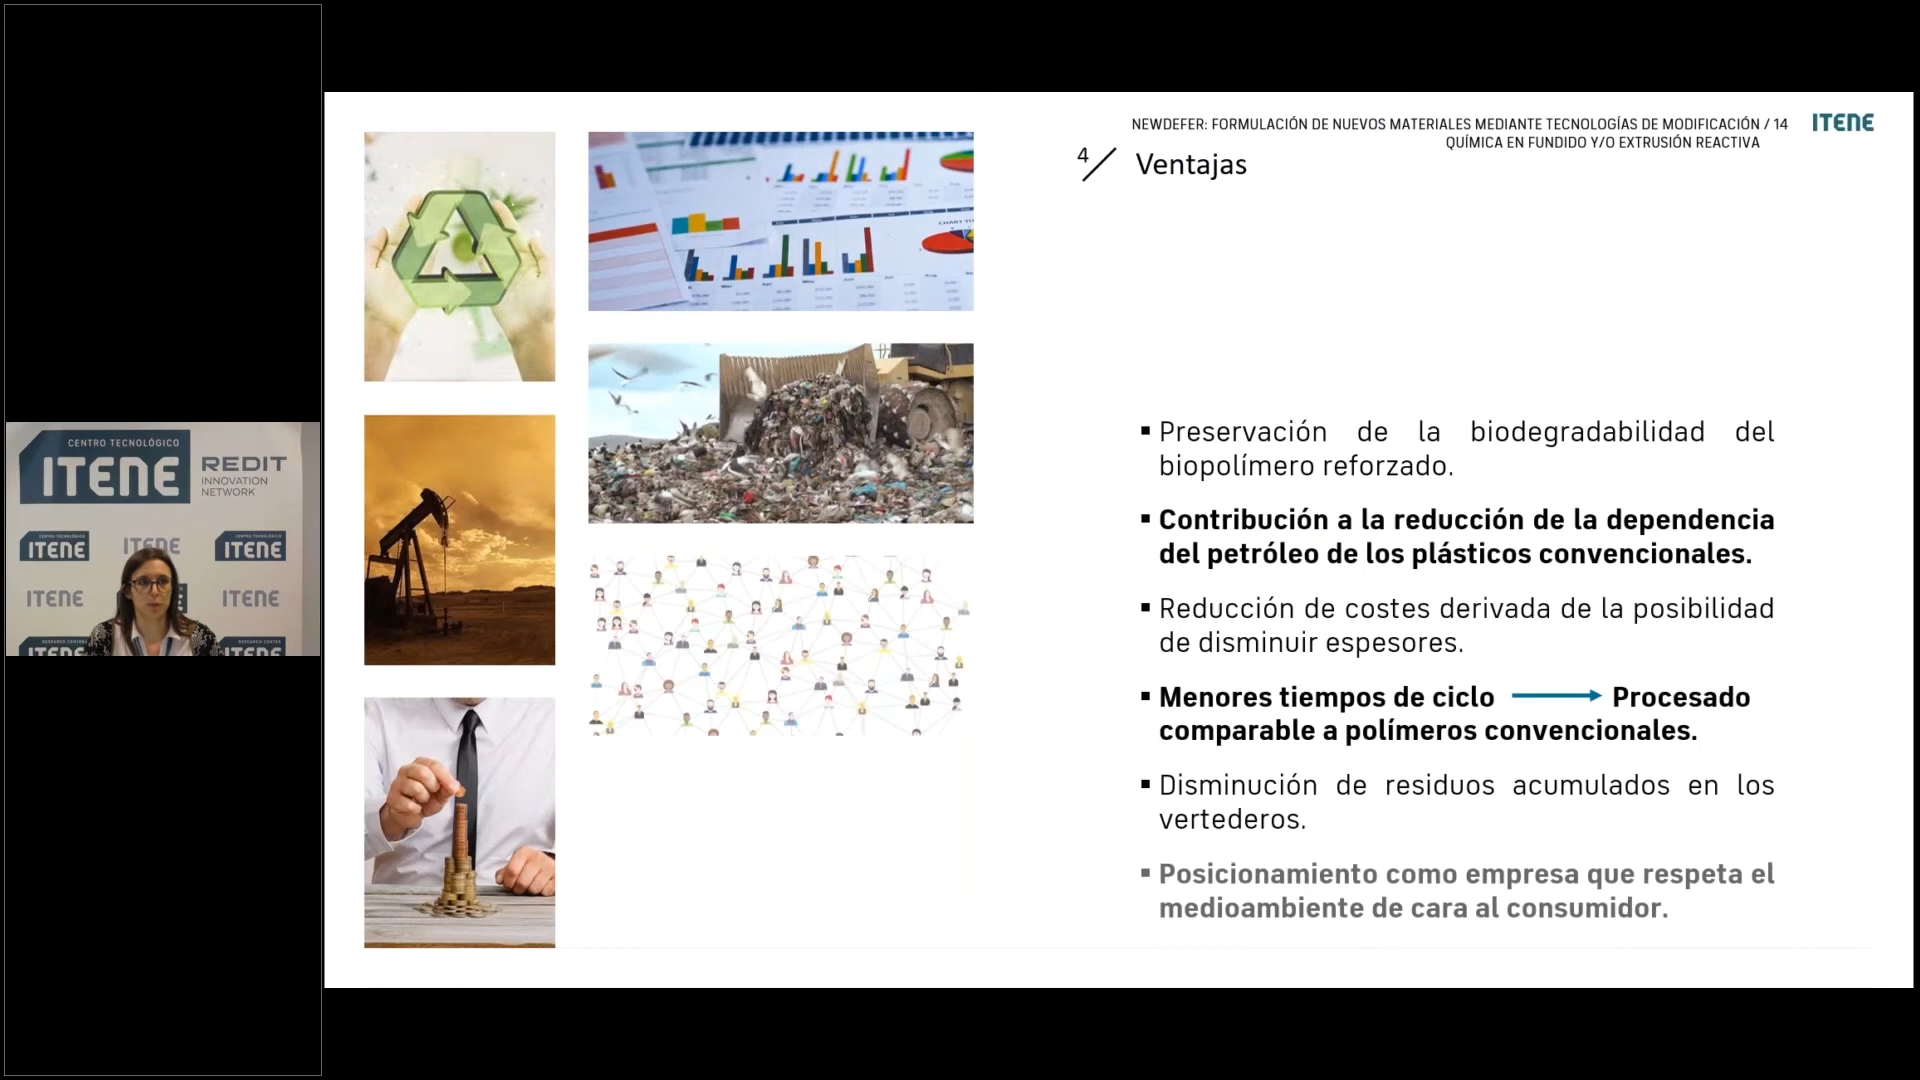 CENTRO TECNOLÓGICO
ITENE
REDIT
INNOVATION
NETWORK
ITENE
ITENE
ITENE
ITENE
ITENE
ITENE
ITENE
NEWDEFER: FORMULACIÓN DE NUEVOS MATERIALES MEDIANTE TECNOLOGÍAS DE MODIFICACIÓN / 14
QUÍMICA EN FUNDIDO Y/O EXTRUSIÓN REACTIVA
ITENE
4
Ventajas
▪ Preservación de la biodegradabilidad del
biopolímero reforzado.
▪ Contribución a la reducción de la dependencia
del petróleo de los plásticos convencionales.
▪ Reducción de costes derivada de la posibilidad
de disminuir espesores.
▪ Menores tiempos de ciclo → Procesado
comparable a polímeros convencionales.
▪ Disminución de residuos acumulados en los
vertederos.
▪ Posicionamiento como empresa que respeta el
medioambiente de cara al consumidor.